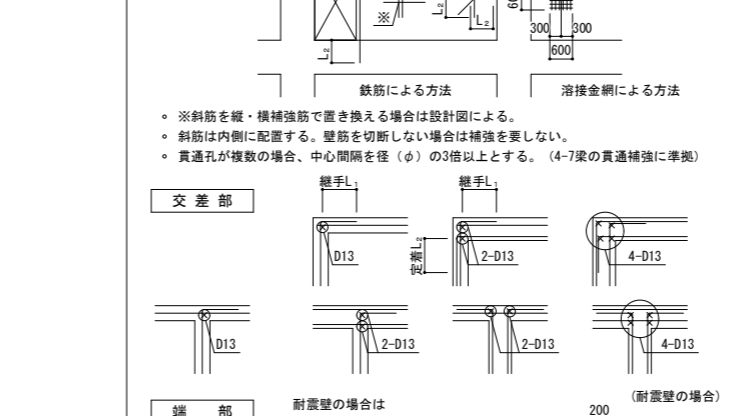 ※
L₂
L₂
L₂
300
300
600
鉄筋による方法
溶接金網による方法
※斜筋を縦・横補強筋で置き換える場合は設計図による。
斜筋は内側に配置する。壁筋を切断しない場合は補強を要しない。
貫通孔が複数の場合、中心間隔を径（φ）の3倍以上とする。（4-7梁の貫通補強に準拠）
交差部
継手L₁
継手L₁
定着L₂
D13
2-D13
4-D13
D13
2-D13
2-D13
4-D13
（耐震壁の場合）
端部
耐震壁の場合は
200